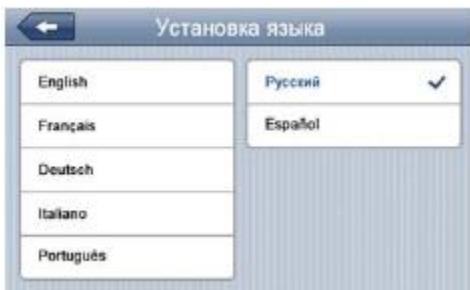 Установка языка
English
Français
Deutsch
Italiano
Português
Русский
Español